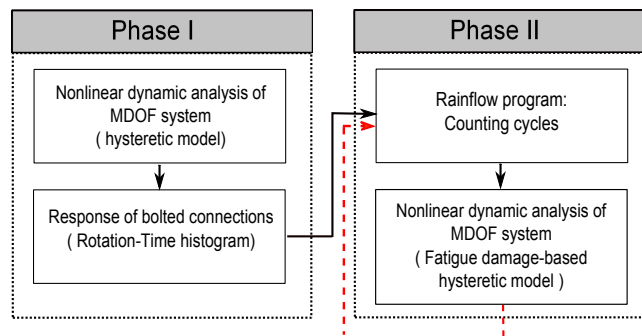 Phase I
Nonlinear dynamic analysis of
MDOF system
( hysteretic model)
Response of bolted connections
( Rotation-Time histogram)
Phase II
Rainflow program:
Counting cycles
Nonlinear dynamic analysis of
MDOF system
( Fatigue damage-based
hysteretic model )